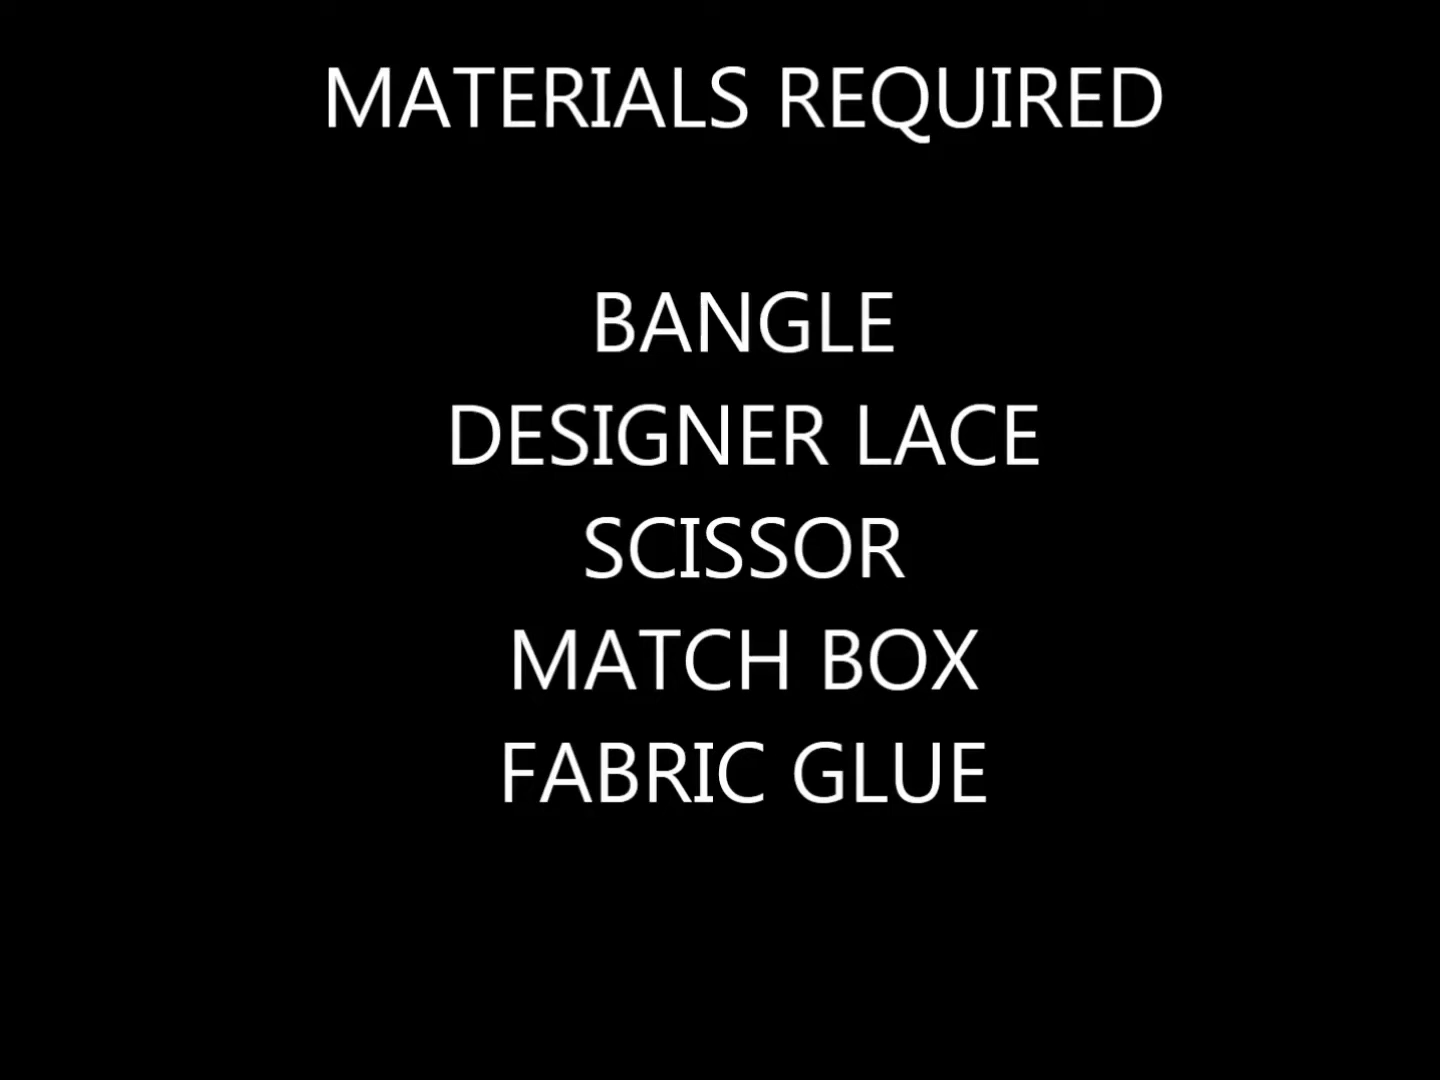 MATERIALS REQUIRED
BANGLE
DESIGNER LACE
SCISSOR
MATCH BOX
FABRIC GLUE